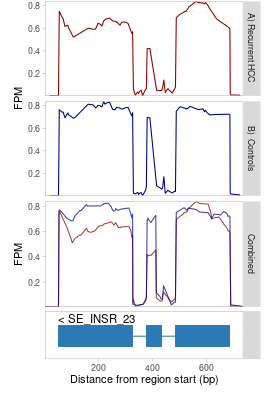 0.8
0.6
0.4
0.2
FPM
A) Recurrent HCC
0.8
0.6
0.4
0.2
FPM
B) Controls
0.8
0.6
0.4
0.2
FPM
Combined
< SE_INSR_23
200 400 600
Distance from region start (bp)